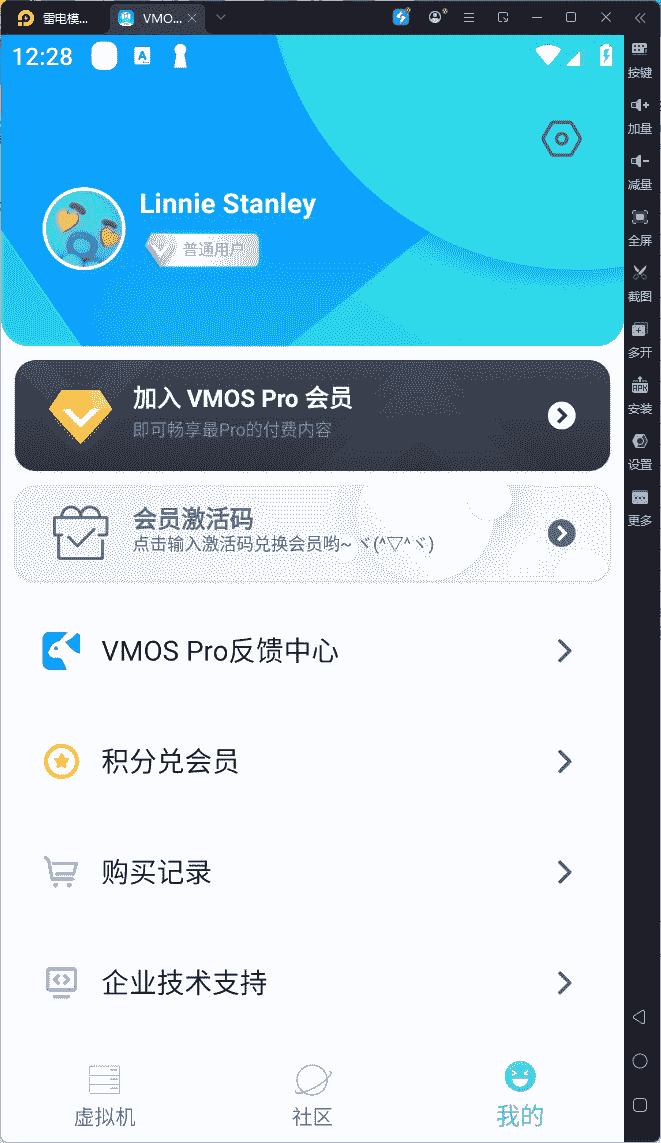 雷电模...
VMO...
12:28
A
Linnie Stanley
普通用户
加入 VMOS Pro 会员
即可畅享最Pro的付费内容
会员激活码
点击输入激活码兑换会员哟~ヾ(^▽^ヾ)
VMOS Pro反馈中心
积分兑会员
购买记录
企业技术支持
虚拟机
社区
我的
按键
加量
减量
全屏
截图
多开
APK
安装
设置
更多